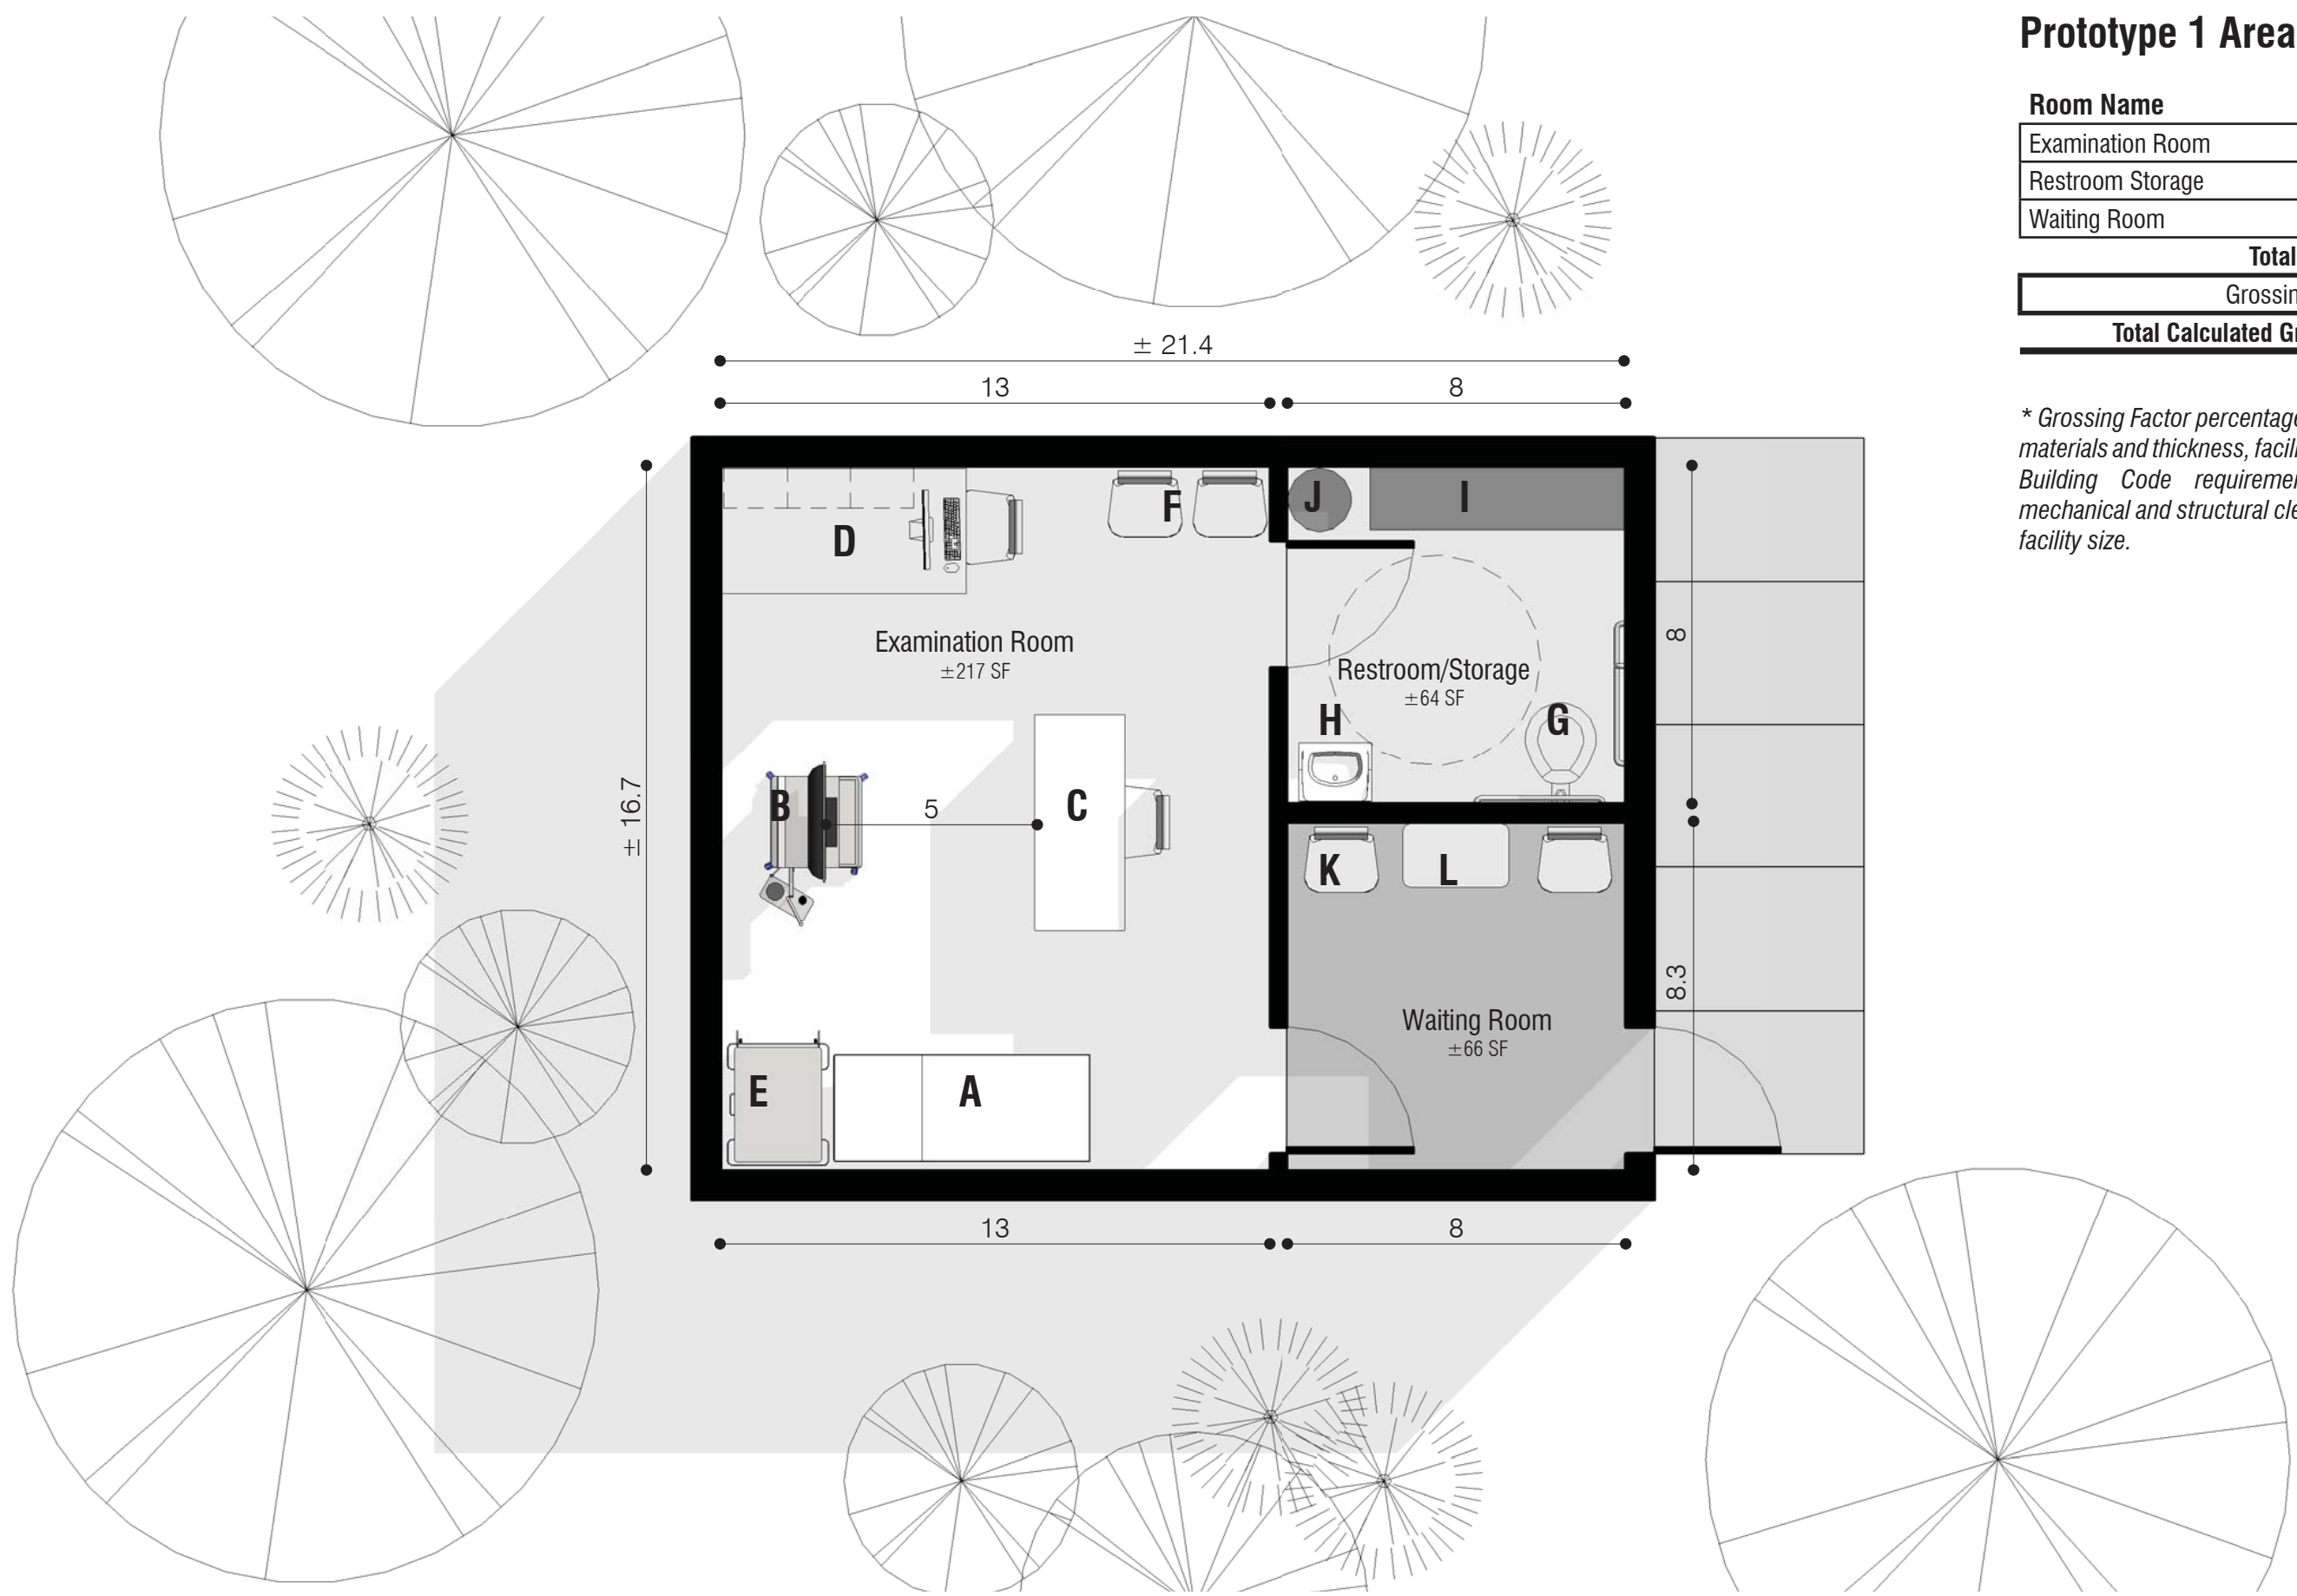 Prototype 1 Area
Room Name
Examination Room
Restroom Storage
Waiting Room
Total
Grossin
Total Calculated Gr
* Grossing Factor percentage
materials and thickness, facili
Building Code requiremen
mechanical and structural cle
facility size.
± 21.4
13
8
F
J
I
D
8
Examination Room
±217 SF
Restroom/Storage
±64 SF
H
G
± 16.7
B
5
C
K
L
8.3
Waiting Room
±66 SF
E
A
13
8